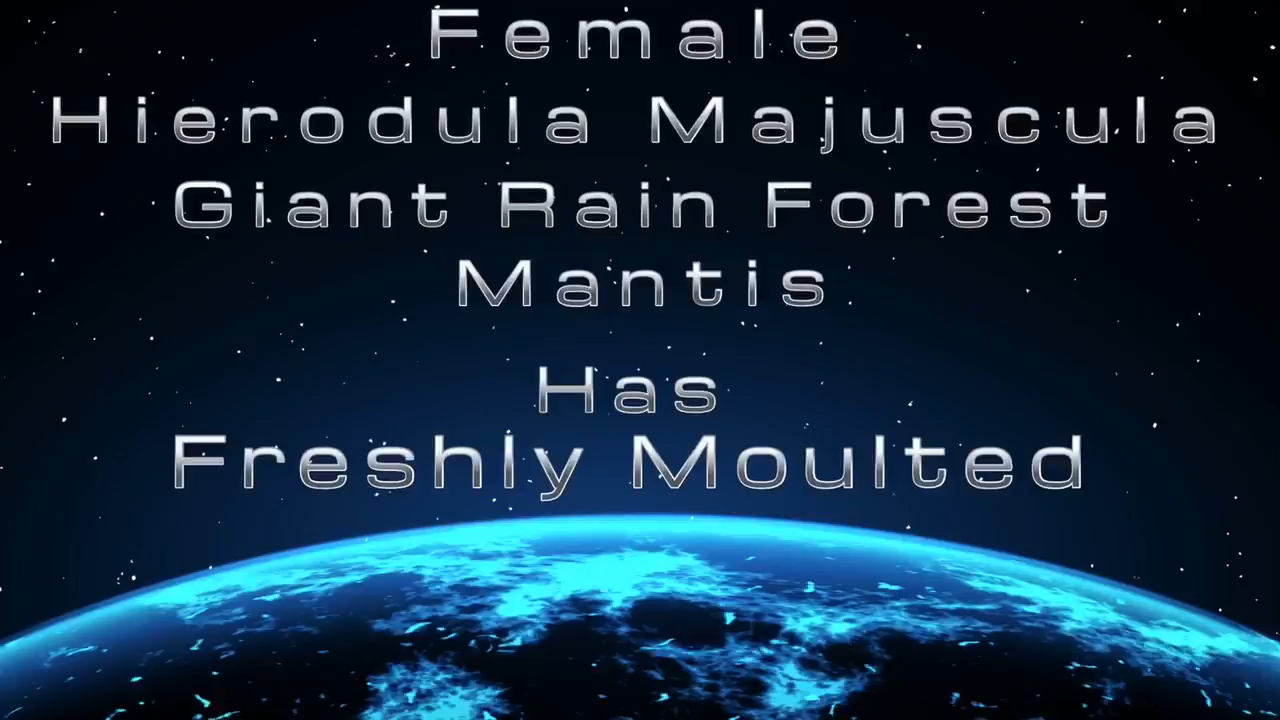 Female
Hierodula Majuscula
Giant Rain Forest
Mantis
Has
Freshly Moulted